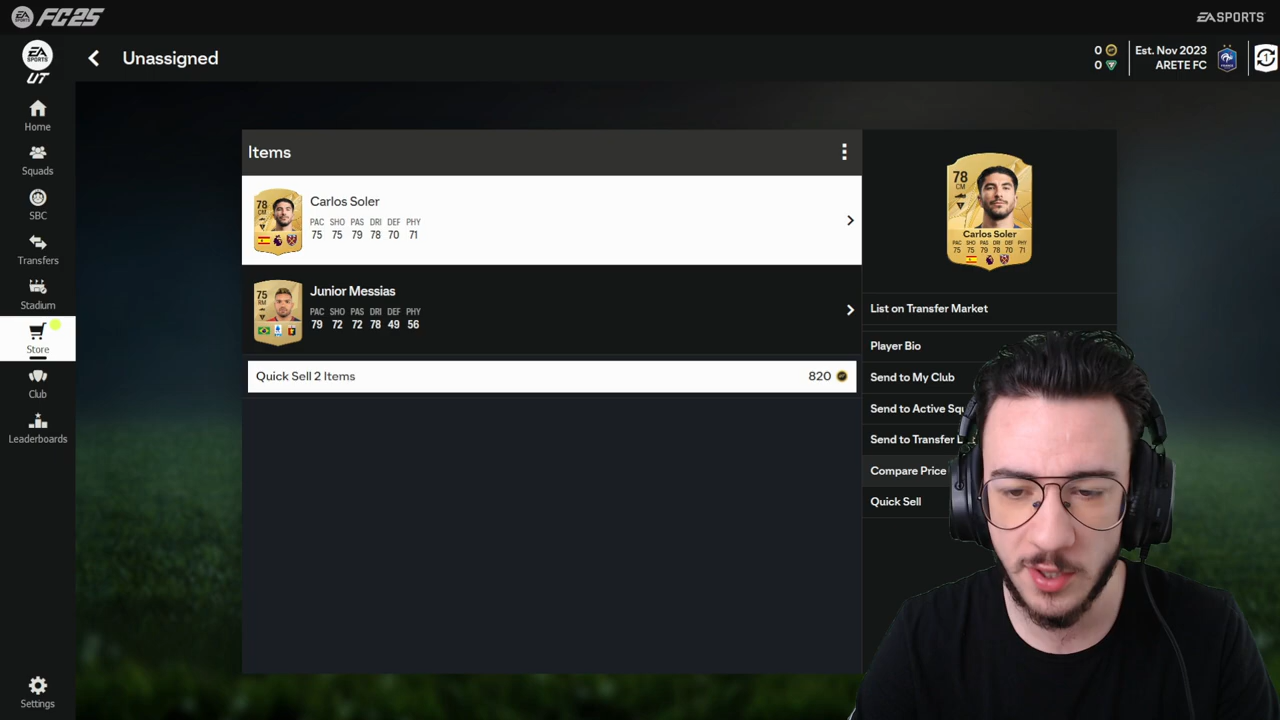 EA SPORTS FC25
EA SPORTS
EA SPORTS
UT
Unassigned
0
0
Est. Nov 2023
ARETE FC
1
Home
Squads
SBC
Transfers
Stadium
Store
Club
Leaderboards
Settings
Items
78
CM
Carlos Soler
PAC SHO PAS DRI DEF PHY
75 75 79 78 70 71
75
RM
Junior Messias
PAC SHO PAS DRI DEF PHY
79 72 72 78 49 56
Quick Sell 2 Items 820
78
CM
Carlos Soler
PAC SHO PAS DRI DEF PHY
75 75 79 78 70 71
List on Transfer Market
Player Bio
Send to My Club
Send to Active
Send to Transfer
Compare Price
Quick Sell